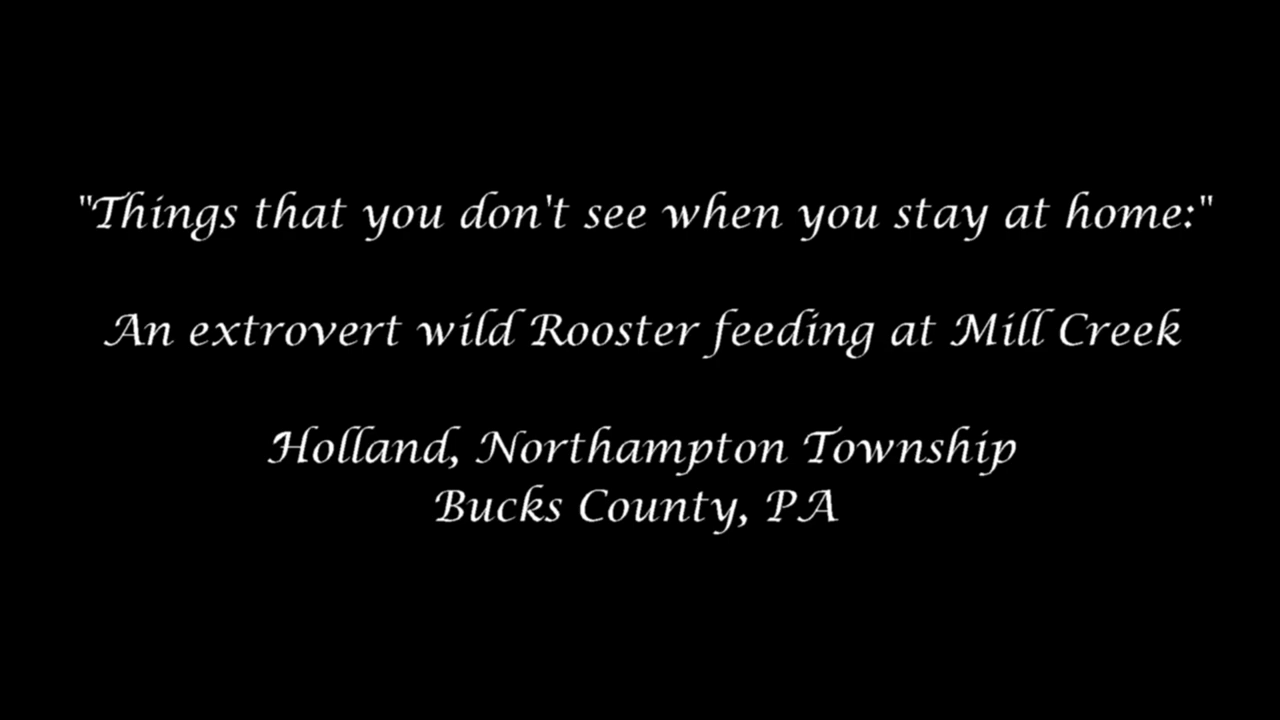 "Things that you don't see when you stay at home:"
An extrovert wild Rooster feeding at Mill Creek
Holland, Northampton Township
Bucks County, PA